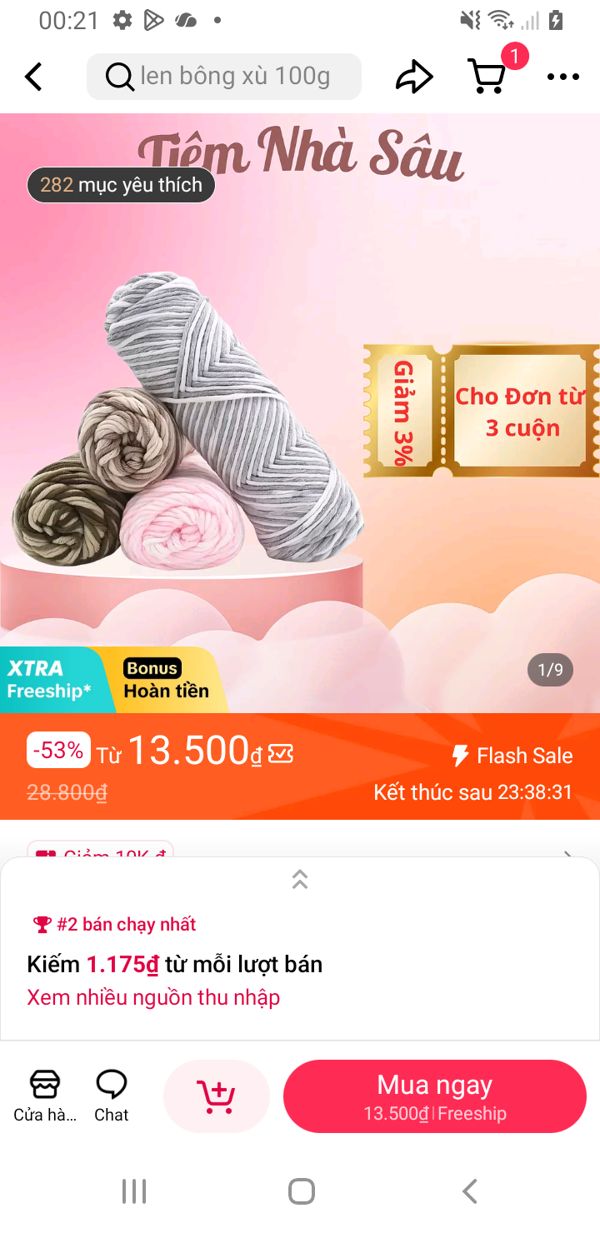 00:21
len bông xù 100g
1
Tiệm Nhà Sâu
282 mục yêu thích
Giảm 3%
Cho Đơn từ
3 cuộn
XTRA
Freeship*
Bonus
Hoàn tiền
1/9
-53% Từ 13.500₫
Flash Sale
28.800₫
Kết thúc sau 23:38:31
Giảm 10K ₫
#2 bán chạy nhất
Kiếm 1.175₫ từ mỗi lượt bán
Xem nhiều nguồn thu nhập
Cửa hà...
Chat
Mua ngay
13.500₫|Freeship